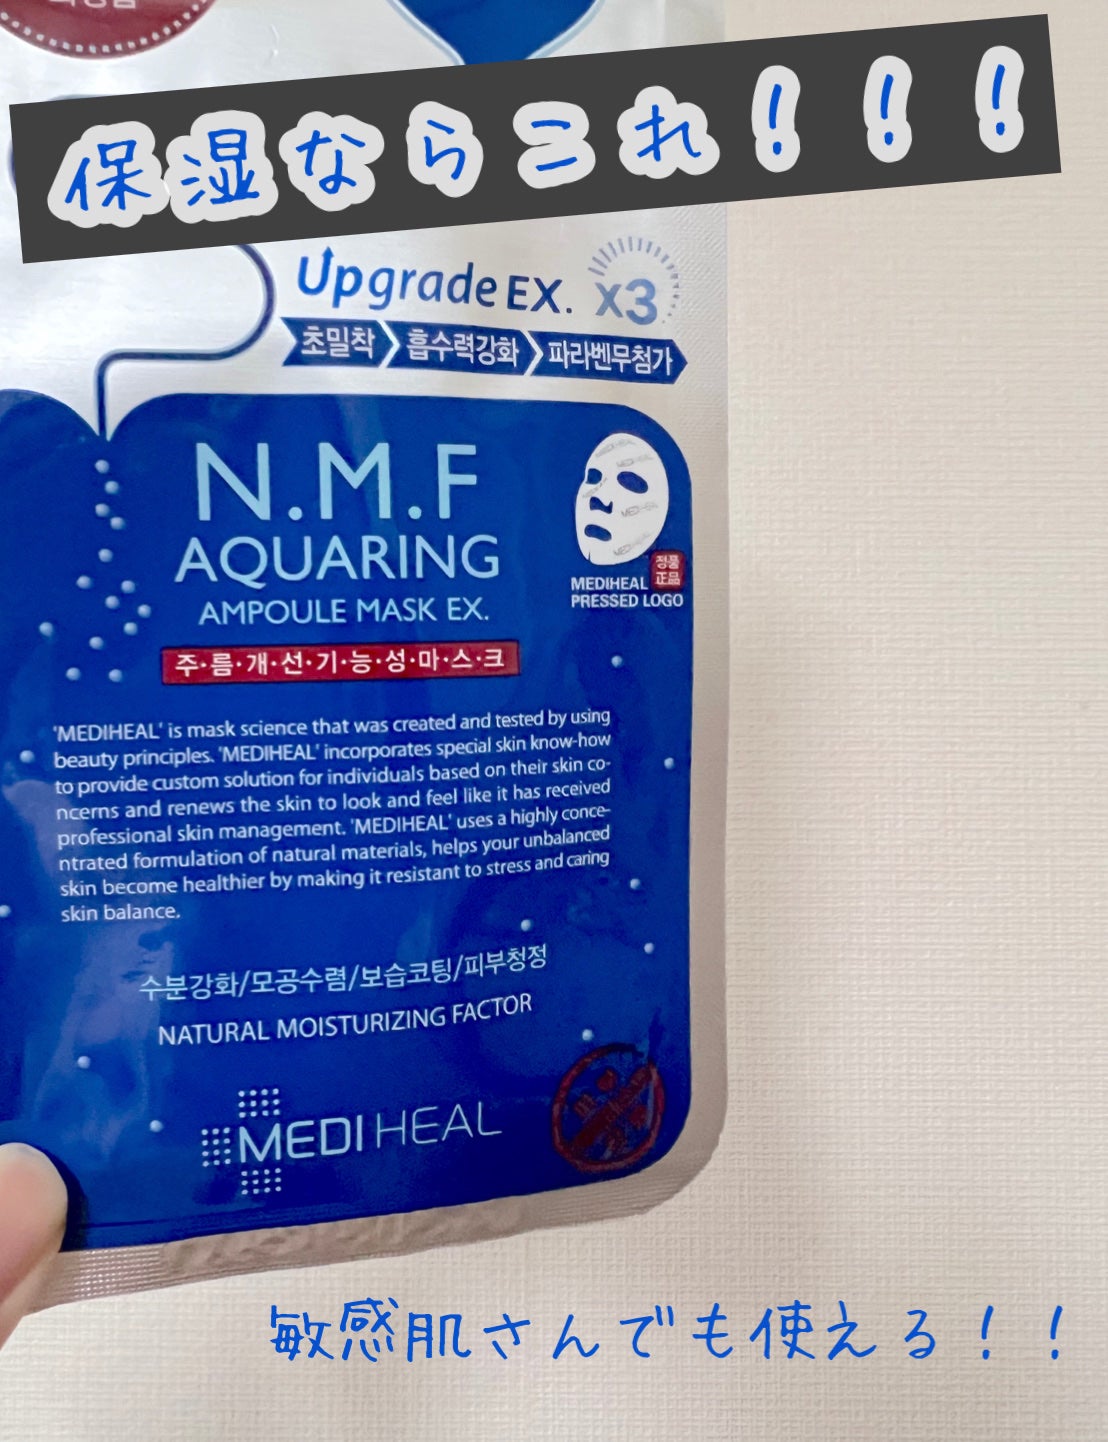 保湿ならこれ！！！
Upgrade EX. x3
초밀착 흡수력강화 파라벤무첨가
N.M.F
AQUARING
AMPOULE MASK EX.
MEDIHEAL 정품 正品
PRESSED LOGO
주·름·개·선·기·능·성·마·스·크
'MEDIHEAL' is mask science that was created and tested by using
beauty principles. 'MEDIHEAL' incorporates special skin know-how
to provide custom solution for individuals based on their skin co-
ncerns and renews the skin to look and feel like it has received
professional skin management. 'MEDIHEAL' uses a highly conce-
ntrated formulation of natural materials, helps your unbalanced
skin become healthier by making it resistant to stress and caring
skin balance.
수분강화/모공수렴/보습코팅/피부청정
NATURAL MOISTURIZING FACTOR
MEDIHEAL
敏感肌さんでも使える！！